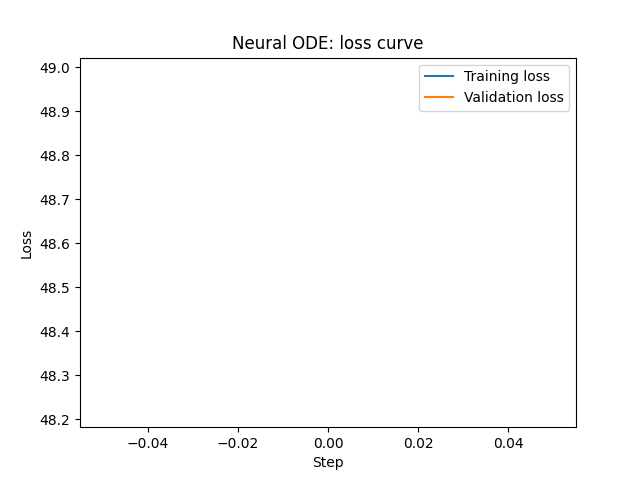 Neural ODE: loss curve
Training loss
Validation loss
49.0
48.9
48.8
48.7
48.6
48.5
48.4
48.3
48.2
Loss
−0.04
−0.02
0.00
0.02
0.04
Step